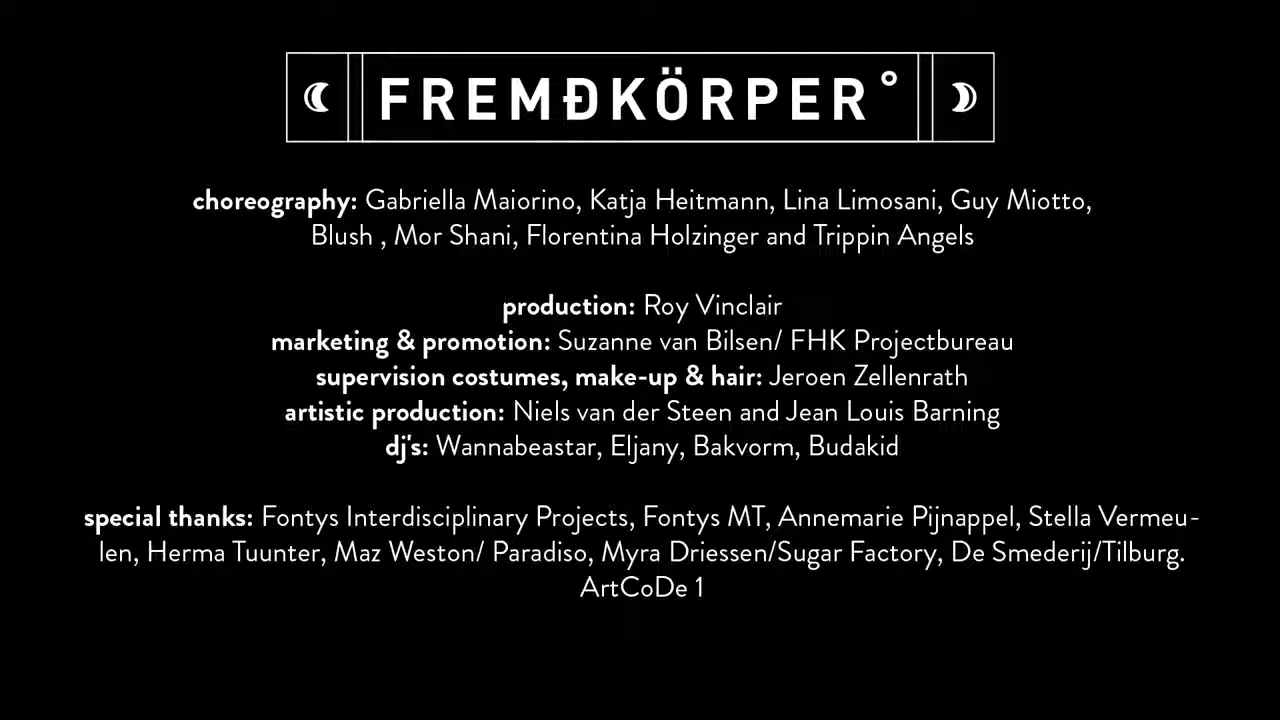 FREMÐKÖRPER°
choreography: Gabriella Maiorino, Katja Heitmann, Lina Limosani, Guy Miotto,
Blush , Mor Shani, Florentina Holzinger and Trippin Angels
production: Roy Vinclair
marketing & promotion: Suzanne van Bilsen/ FHK Projectbureau
supervision costumes, make-up & hair: Jeroen Zellenrath
artistic production: Niels van der Steen and Jean Louis Barning
dj's: Wannabeastar, Eljany, Bakvorm, Budakid
special thanks: Fontys Interdisciplinary Projects, Fontys MT, Annemarie Pijnappel, Stella Vermeu-
len, Herma Tuunter, Maz Weston/ Paradiso, Myra Driessen/Sugar Factory, De Smederij/Tilburg.
ArtCoDe 1